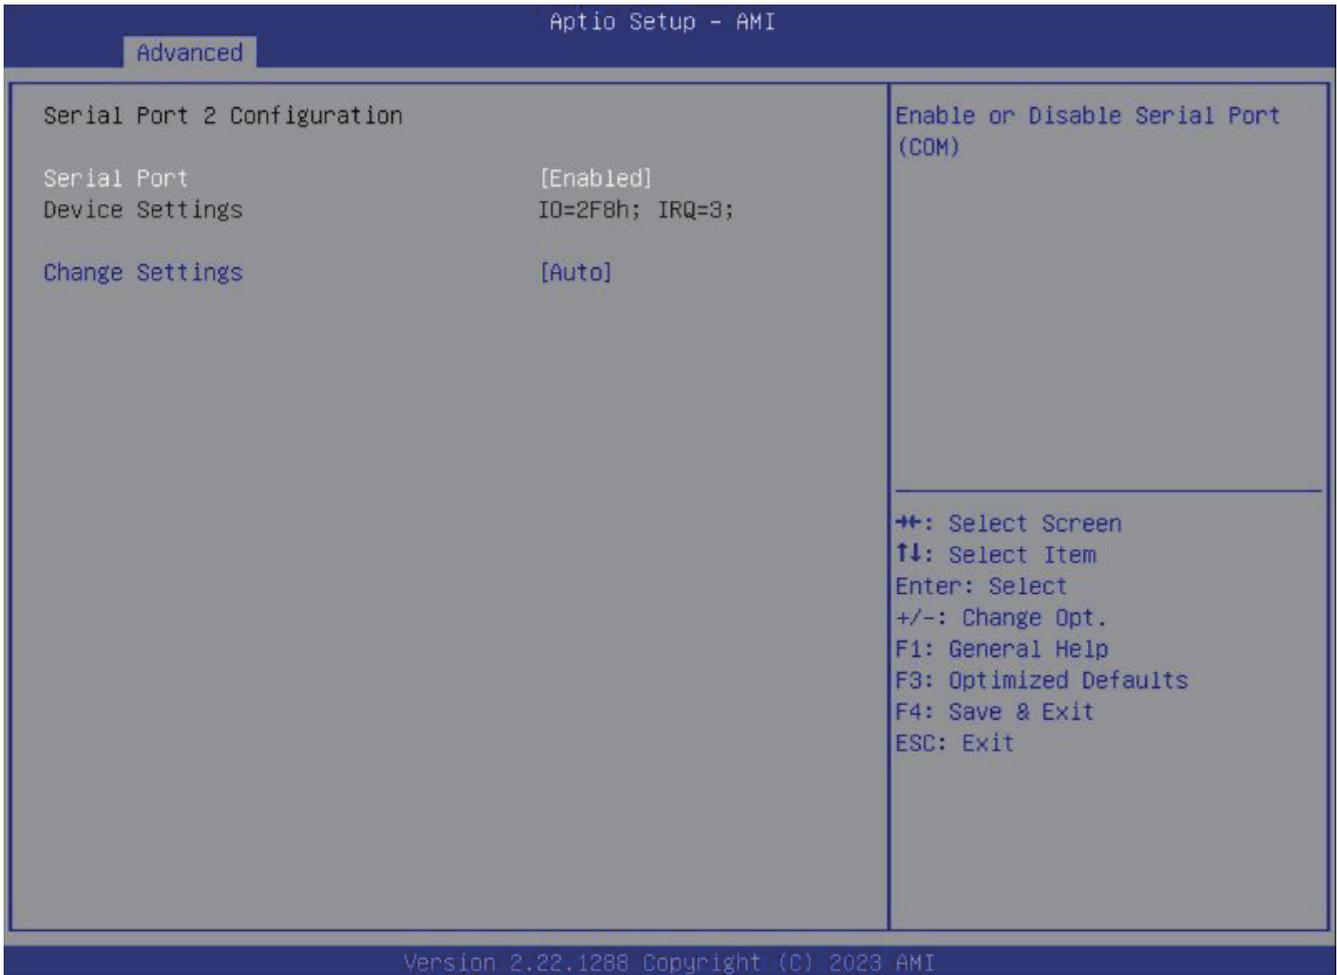 Aptio Setup – AMI
Advanced
Serial Port 2 Configuration
Serial Port [Enabled]
Device Settings IO=2F8h; IRQ=3;
Change Settings [Auto]
Enable or Disable Serial Port
(COM)
→←: Select Screen
↑↓: Select Item
Enter: Select
+/-: Change Opt.
F1: General Help
F3: Optimized Defaults
F4: Save & Exit
ESC: Exit
Version 2.22.1288 Copyright (C) 2023 AMI